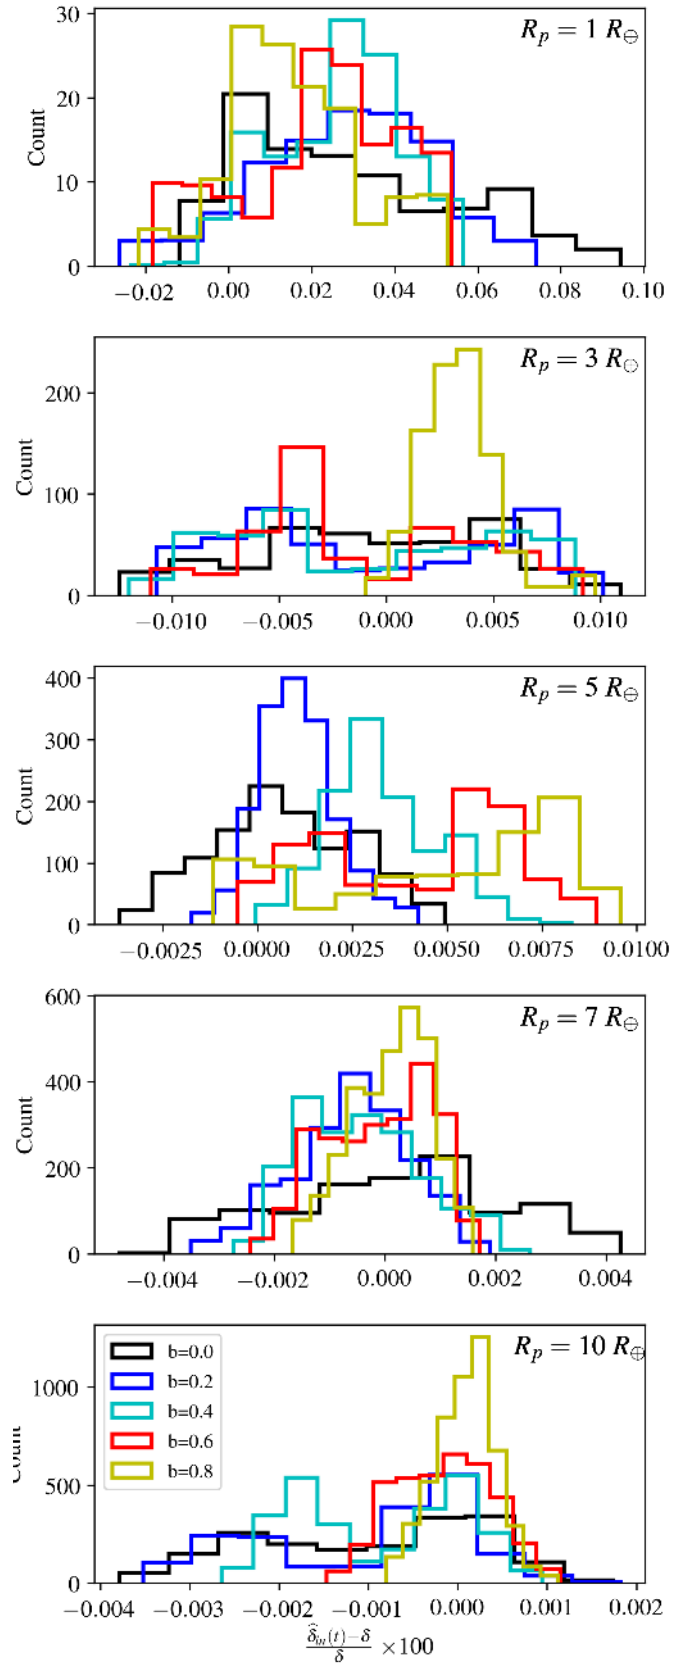 R_p = 1 R_⊖
30
20
10
0
Count
−0.02 0.00 0.02 0.04 0.06 0.08 0.10
R_p = 3 R_⊖
200
100
0
Count
−0.010 −0.005 0.000 0.005 0.010
R_p = 5 R_⊖
400
300
200
100
0
Count
−0.0025 0.0000 0.0025 0.0050 0.0075 0.0100
R_p = 7 R_⊖
600
400
200
0
Count
−0.004 −0.002 0.000 0.002 0.004
R_p = 10 R_⊕
b=0.0
b=0.2
b=0.4
b=0.6
b=0.8
1000
500
0
Count
−0.004 −0.003 −0.002 −0.001 0.000 0.001 0.002
(δ̂_in(t)−δ)/δ ×100